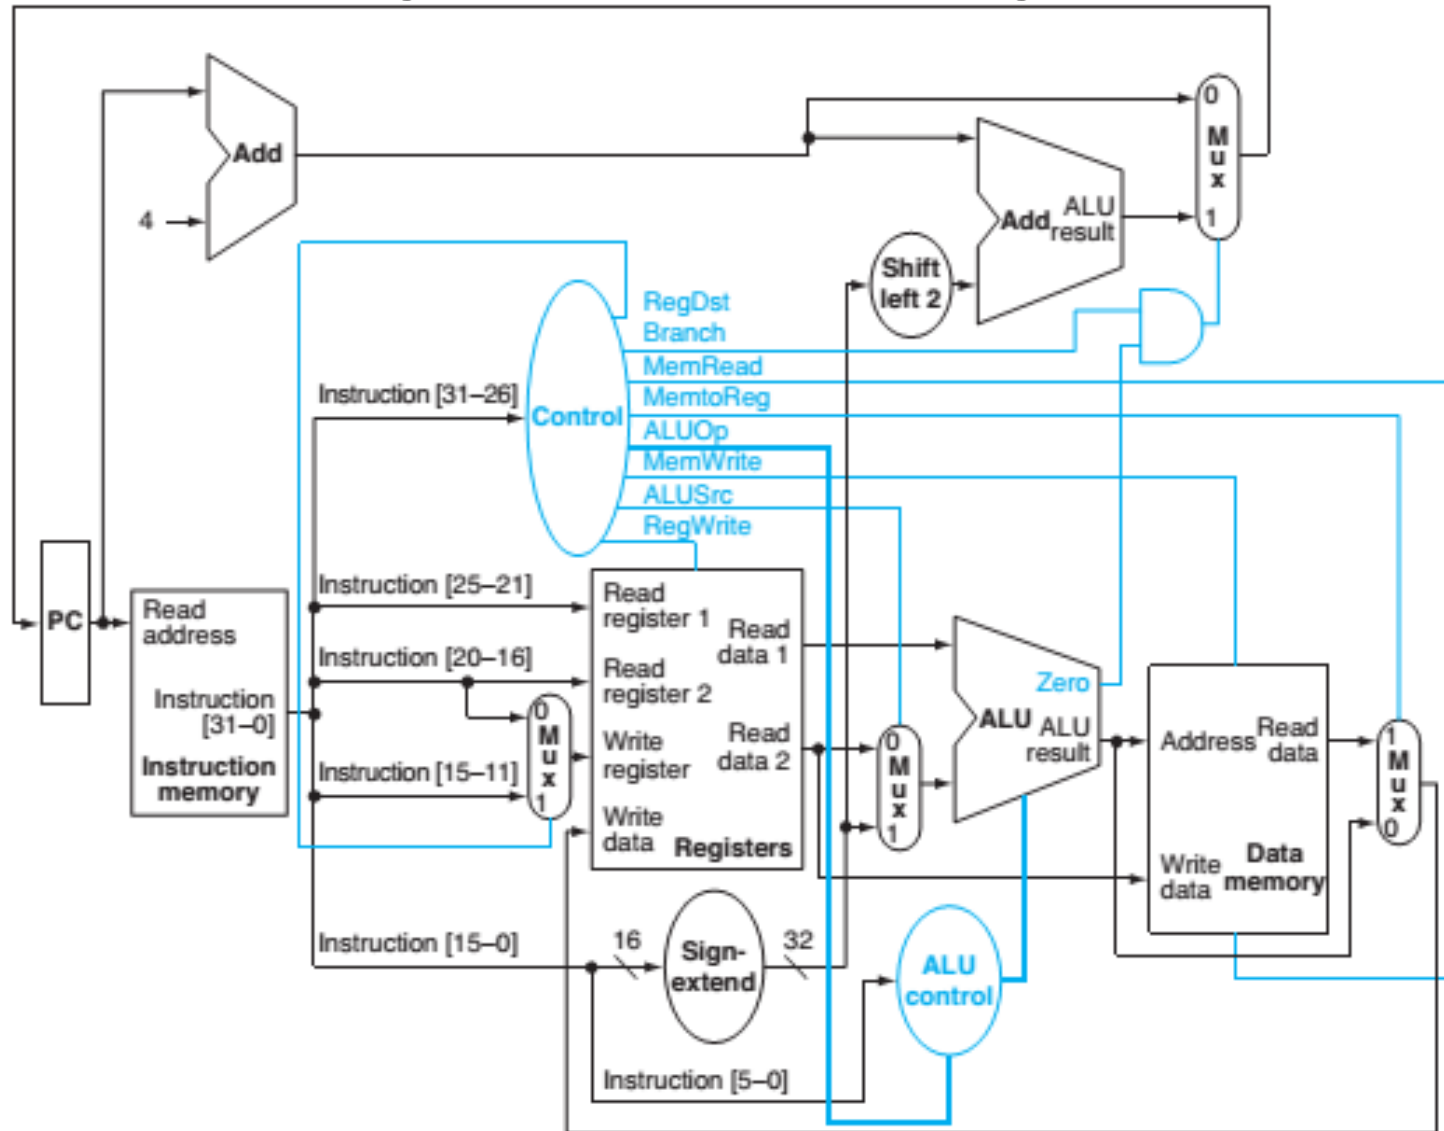 0
M
u
x
1
Add
4
Add
ALU
result
Shift
left 2
RegDst
Branch
MemRead
MemtoReg
ALUOp
MemWrite
ALUSrc
RegWrite
Control
Instruction [31–26]
PC
Read
address
Instruction
[31–0]
Instruction
memory
Instruction [25–21]
Instruction [20–16]
Instruction [15–11]
0
M
u
x
1
Read
register 1
Read
register 2
Write
register
Write
data
Read
data 1
Read
data 2
Registers
0
M
u
x
1
Zero
ALU
ALU
result
Address
Read
data
Write
data
Data
memory
1
M
u
x
0
Instruction [15–0]
16
Sign-
extend
32
ALU
control
Instruction [5–0]